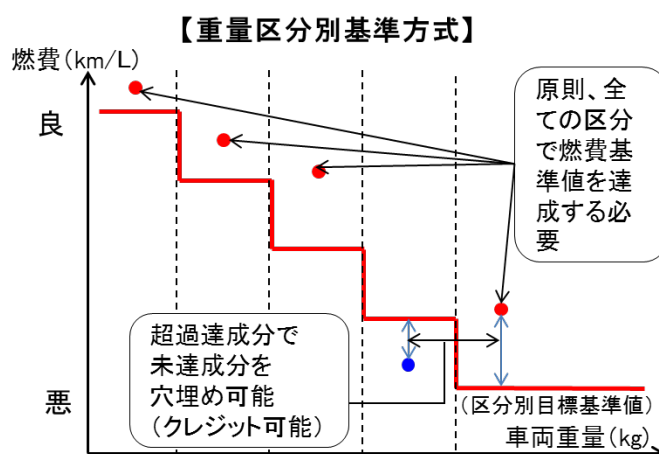 【重量区分別基準方式】
燃費(km/L)
良
悪
原則、全
ての区分
で燃費基
準値を達
成する必
要
超過達成分で
未達成分を
穴埋め可能
(クレジット可能)
(区分別目標基準値)
車両重量(kg)